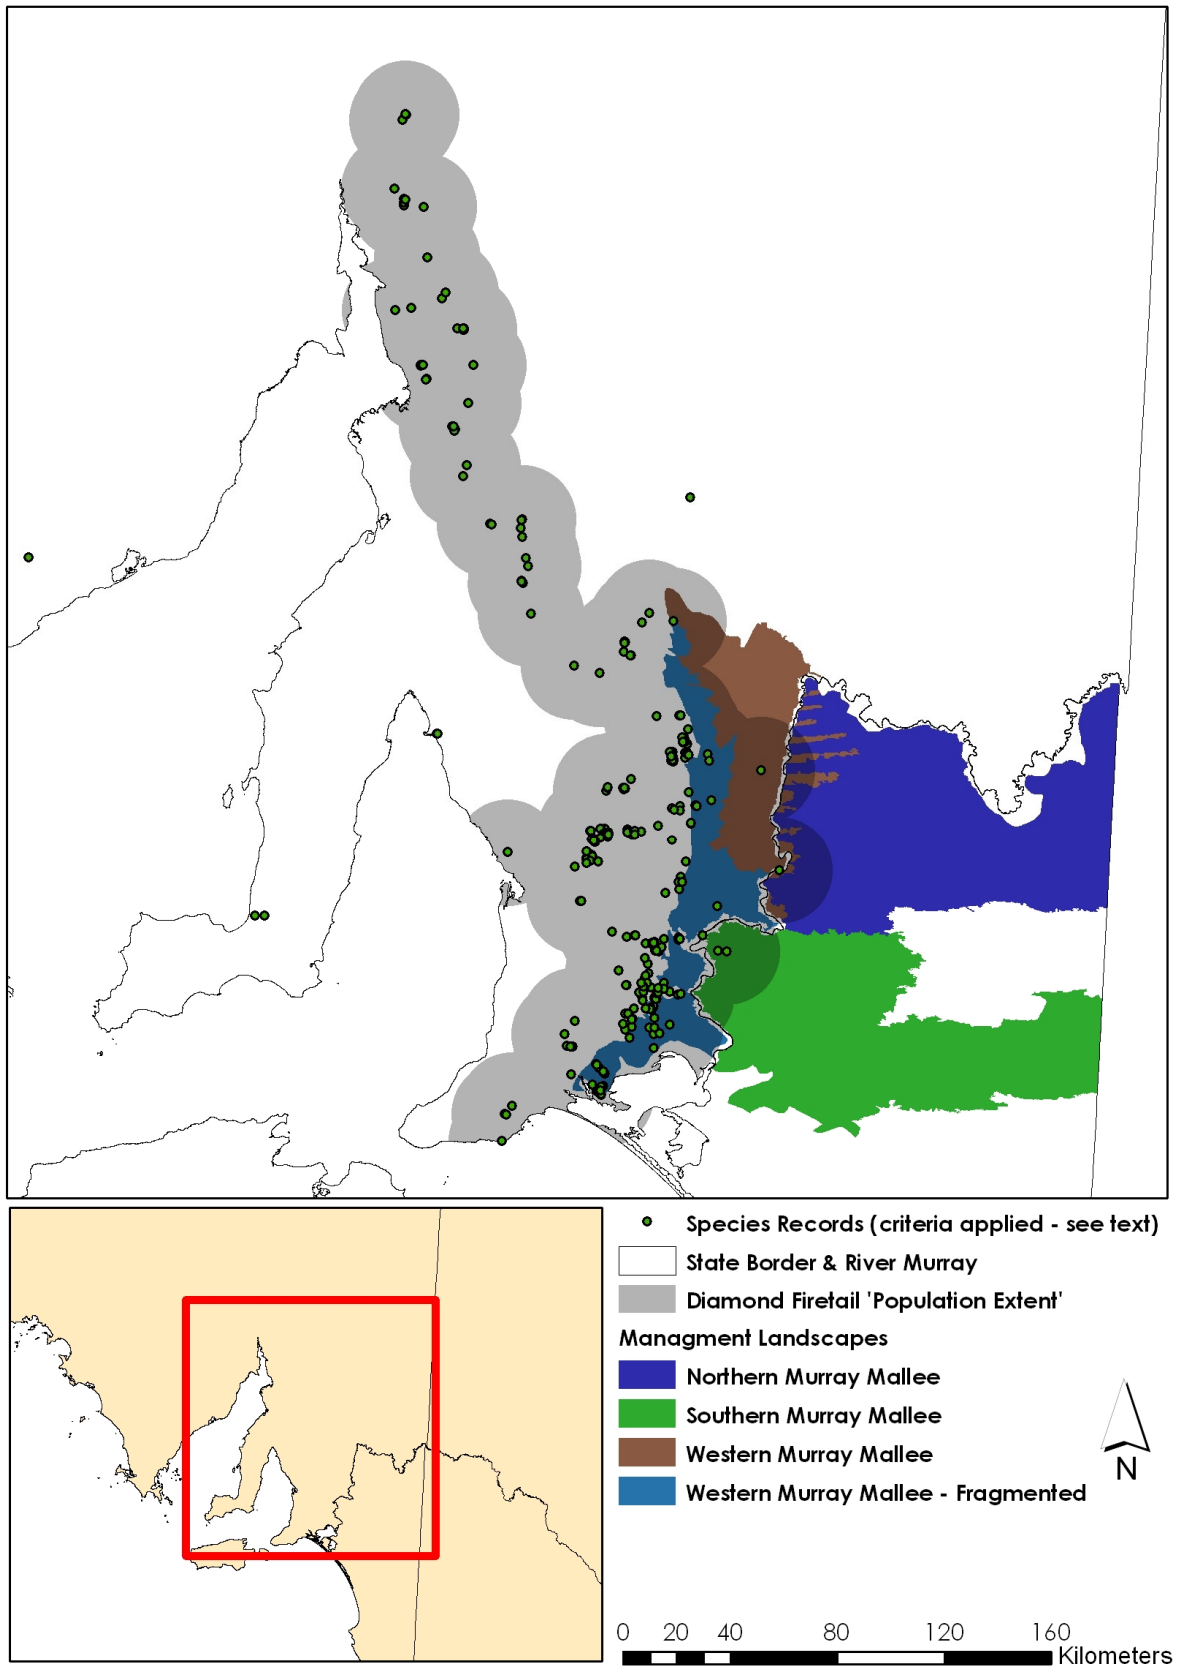 Species Records (criteria applied - see text)
State Border & River Murray
Diamond Firetail 'Population Extent'
Managment Landscapes
Northern Murray Mallee
Southern Murray Mallee
Western Murray Mallee
Western Murray Mallee - Fragmented
N
0 20 40 80 120 160
Kilometers